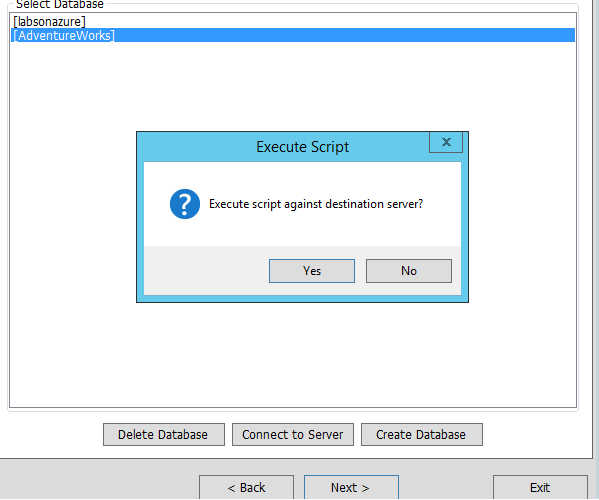 Select Database
[labsonazure]
[AdventureWorks]
Execute Script
x
?
Execute script against destination server?
Yes No
Delete Database Connect to Server Create Database
< Back Next > Exit